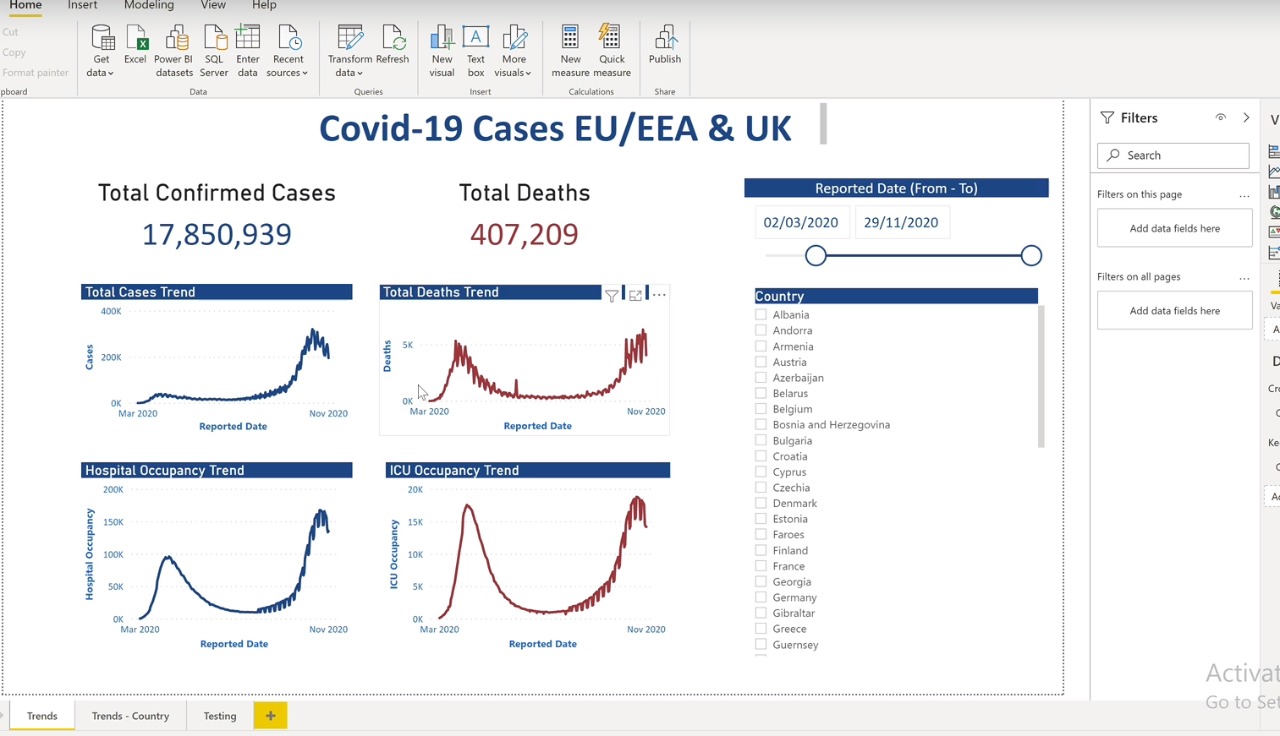 Home Insert Modeling View Help
Cut
Copy
Format painter
pboard
Get data
Excel
Power BI datasets
SQL Server
Enter data
Recent sources
Data
Transform data
Refresh
Queries
New visual
Text box
More visuals
Insert
New measure
Quick measure
Calculations
Publish
Share
Covid-19 Cases EU/EEA & UK
Total Confirmed Cases
17,850,939
Total Deaths
407,209
Reported Date (From - To)
02/03/2020 29/11/2020
Total Cases Trend
400K
200K
0K
Cases
Mar 2020 Nov 2020
Reported Date
Total Deaths Trend
5K
0K
Deaths
Mar 2020 Nov 2020
Reported Date
Hospital Occupancy Trend
200K
150K
100K
50K
0K
Hospital Occupancy
Mar 2020 Nov 2020
Reported Date
ICU Occupancy Trend
20K
15K
10K
5K
0K
ICU Occupancy
Mar 2020 Nov 2020
Reported Date
Country
Albania
Andorra
Armenia
Austria
Azerbaijan
Belarus
Belgium
Bosnia and Herzegovina
Bulgaria
Croatia
Cyprus
Czechia
Denmark
Estonia
Faroes
Finland
France
Georgia
Germany
Gibraltar
Greece
Guernsey
Filters
Search
Filters on this page
Add data fields here
Filters on all pages
Add data fields here
Activat
Go to Set
Trends Trends - Country Testing